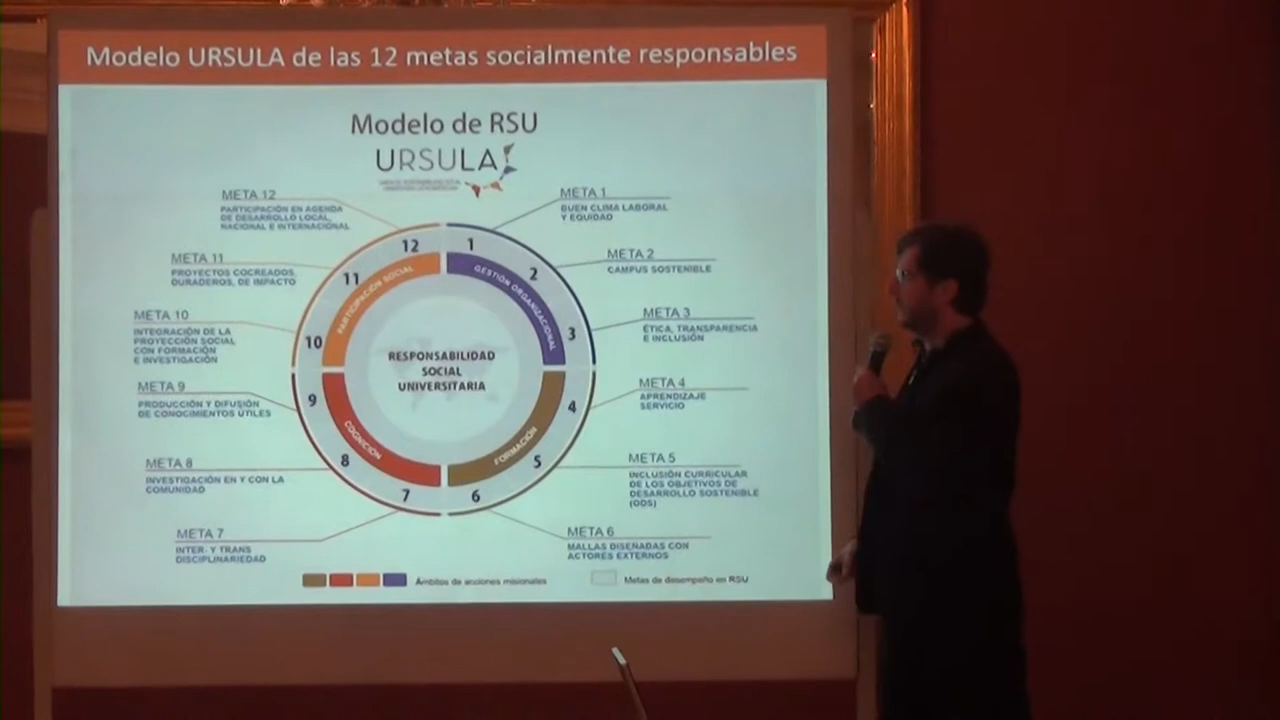 Modelo URSULA de las 12 metas socialmente responsables
Modelo de RSU
URSULA
META 12
PARTICIPACIÓN EN AGENDA
DE DESARROLLO LOCAL,
NACIONAL E INTERNACIONAL
META 1
BUEN CLIMA LABORAL
Y EQUIDAD
META 11
PROYECTOS COCREADOS,
DURADEROS, DE IMPACTO
META 2
CAMPUS SOSTENIBLE
META 10
INTEGRACIÓN DE LA
PROYECCIÓN SOCIAL
CON FORMACIÓN
E INVESTIGACIÓN
META 3
ÉTICA, TRANSPARENCIA
E INCLUSIÓN
META 9
PRODUCCIÓN Y DIFUSIÓN
DE CONOCIMIENTOS ÚTILES
META 4
APRENDIZAJE
SERVICIO
META 8
INVESTIGACIÓN EN Y CON LA
COMUNIDAD
META 5
INCLUSIÓN CURRICULAR
DE LOS OBJETIVOS DE
DESARROLLO SOSTENIBLE
(ODS)
META 7
INTER- Y TRANS
DISCIPLINARIEDAD
META 6
MALLAS DISEÑADAS CON
ACTORES EXTERNOS
12
1
11
2
10
3
9
4
8
5
7
6
PARTICIPACIÓN SOCIAL
GESTIÓN ORGANIZACIONAL
COGNICIÓN
FORMACIÓN
RESPONSABILIDAD
SOCIAL
UNIVERSITARIA
Ámbitos de acciones misionales
Metas de desempeño en RSU